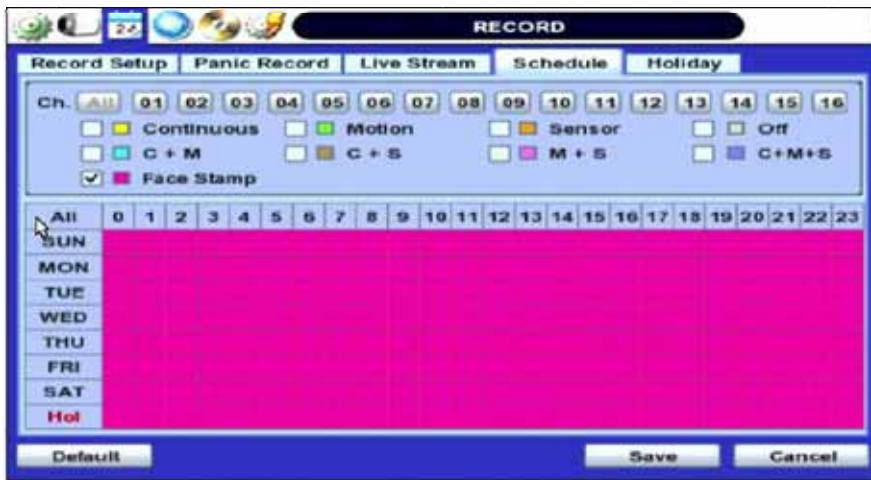 RECORD
Record Setup Panic Record Live Stream Schedule Holiday
Ch. All 01 02 03 04 05 06 07 08 09 10 11 12 13 14 15 16
Continuous Motion Sensor Off
C + M C + S M + S C+M+S
Face Stamp
All 0 1 2 3 4 5 6 7 8 9 10 11 12 13 14 15 16 17 18 19 20 21 22 23
SUN
MON
TUE
WED
THU
FRI
SAT
Hol
Default Save Cancel